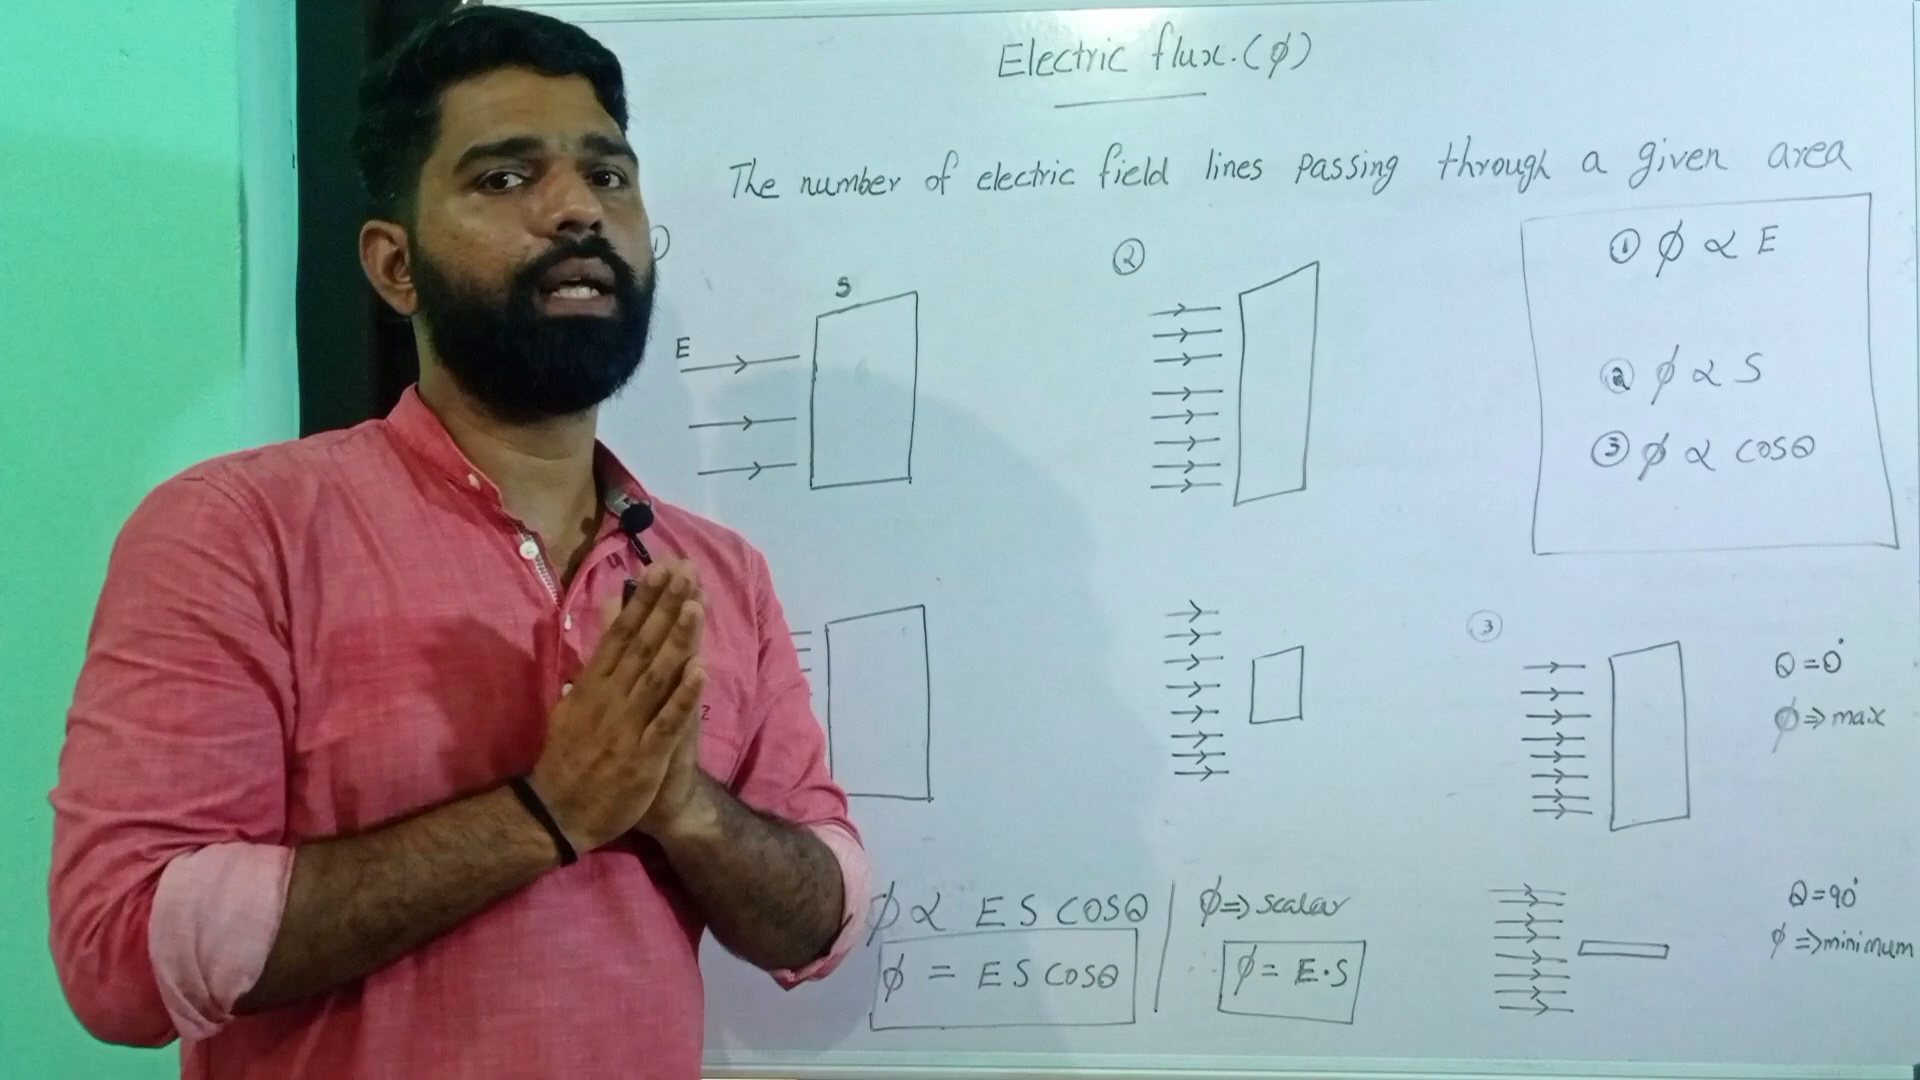 Electric flux. (ϕ)
The number of electric field lines passing through a given area
①
S
E
②
① ϕ ∝ E
② ϕ ∝ S
③ ϕ ∝ cosθ
③
θ = 0°
ϕ ⇒ max
θ = 90°
ϕ ⇒ minimum
ϕ ∝ E S cosθ
ϕ = E S cosθ
ϕ ⇒ scalar
ϕ = E·S